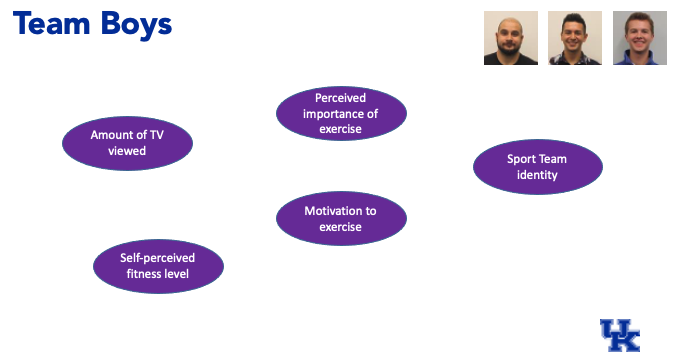 Team Boys
Perceived
importance of
exercise
Amount of TV
viewed
Sport Team
identity
Motivation to
exercise
Self-perceived
fitness level
UK